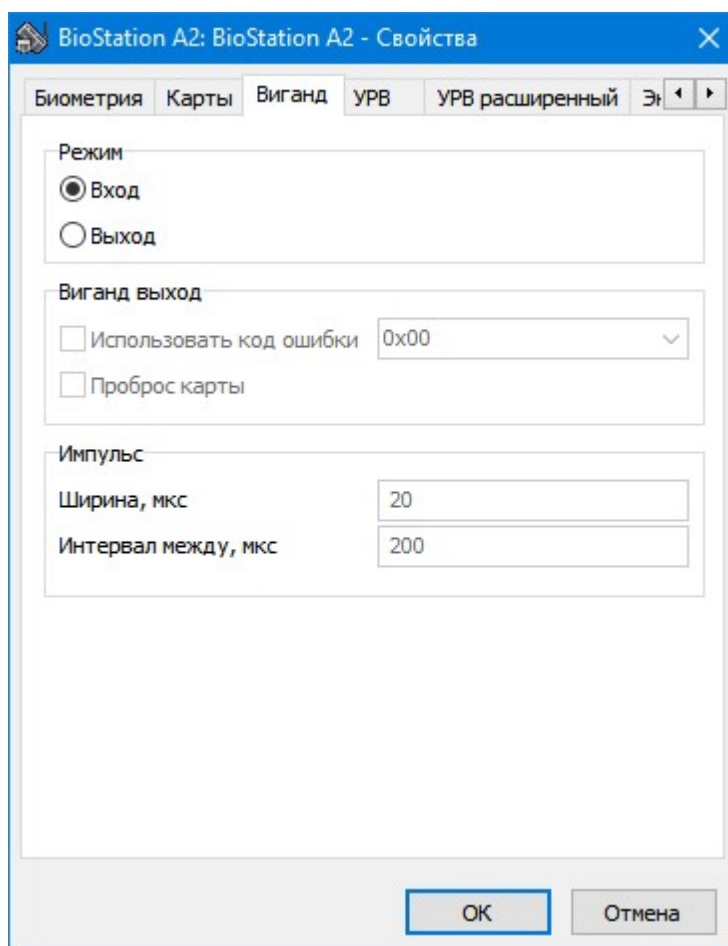 BioStation A2: BioStation A2 - Свойства
Биометрия Карты Виганд УРВ УРВ расширенный
Режим
Вход
Выход
Виганд выход
Использовать код ошибки 0x00
Проброс карты
Импульс
Ширина, мкс 20
Интервал между, мкс 200
ОК Отмена